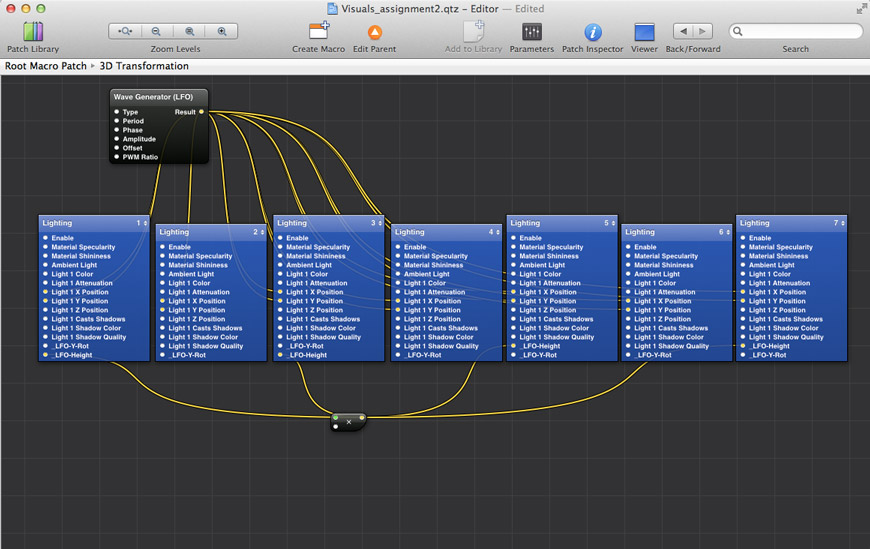 Visuals_assignment2.qtz – Editor — Edited
Patch Library
Zoom Levels
Create Macro
Edit Parent
Add to Library
Parameters
Patch Inspector
Viewer
Back/Forward
Search
Root Macro Patch ▸ 3D Transformation
Wave Generator (LFO)
Type Result
Period
Phase
Amplitude
Offset
PWM Ratio
Lighting 1
Enable
Material Specularity
Material Shininess
Ambient Light
Light 1 Color
Light 1 Attenuation
Light 1 X Position
Light 1 Y Position
Light 1 Z Position
Light 1 Casts Shadows
Light 1 Shadow Color
Light 1 Shadow Quality
_LFO-Y-Rot
_LFO-Height
Lighting 2
Enable
Material Specularity
Material Shininess
Ambient Light
Light 1 Color
Light 1 Attenuation
Light 1 X Position
Light 1 Y Position
Light 1 Z Position
Light 1 Casts Shadows
Light 1 Shadow Color
Light 1 Shadow Quality
_LFO-Y-Rot
Lighting 3
Enable
Material Specularity
Material Shininess
Ambient Light
Light 1 Color
Light 1 Attenuation
Light 1 X Position
Light 1 Y Position
Light 1 Z Position
Light 1 Casts Shadows
Light 1 Shadow Color
Light 1 Shadow Quality
_LFO-Y-Rot
_LFO-Height
Lighting 4
Enable
Material Specularity
Material Shininess
Ambient Light
Light 1 Color
Light 1 Attenuation
Light 1 X Position
Light 1 Y Position
Light 1 Z Position
Light 1 Casts Shadows
Light 1 Shadow Color
Light 1 Shadow Quality
_LFO-Y-Rot
Lighting 5
Enable
Material Specularity
Material Shininess
Ambient Light
Light 1 Color
Light 1 Attenuation
Light 1 X Position
Light 1 Y Position
Light 1 Z Position
Light 1 Casts Shadows
Light 1 Shadow Color
Light 1 Shadow Quality
_LFO-Height
_LFO-Y-Rot
Lighting 6
Enable
Material Specularity
Material Shininess
Ambient Light
Light 1 Color
Light 1 Attenuation
Light 1 X Position
Light 1 Y Position
Light 1 Z Position
Light 1 Casts Shadows
Light 1 Shadow Color
Light 1 Shadow Quality
_LFO-Y-Rot
Lighting 7
Enable
Material Specularity
Material Shininess
Ambient Light
Light 1 Color
Light 1 Attenuation
Light 1 X Position
Light 1 Y Position
Light 1 Z Position
Light 1 Casts Shadows
Light 1 Shadow Color
Light 1 Shadow Quality
_LFO-Height
_LFO-Y-Rot
×